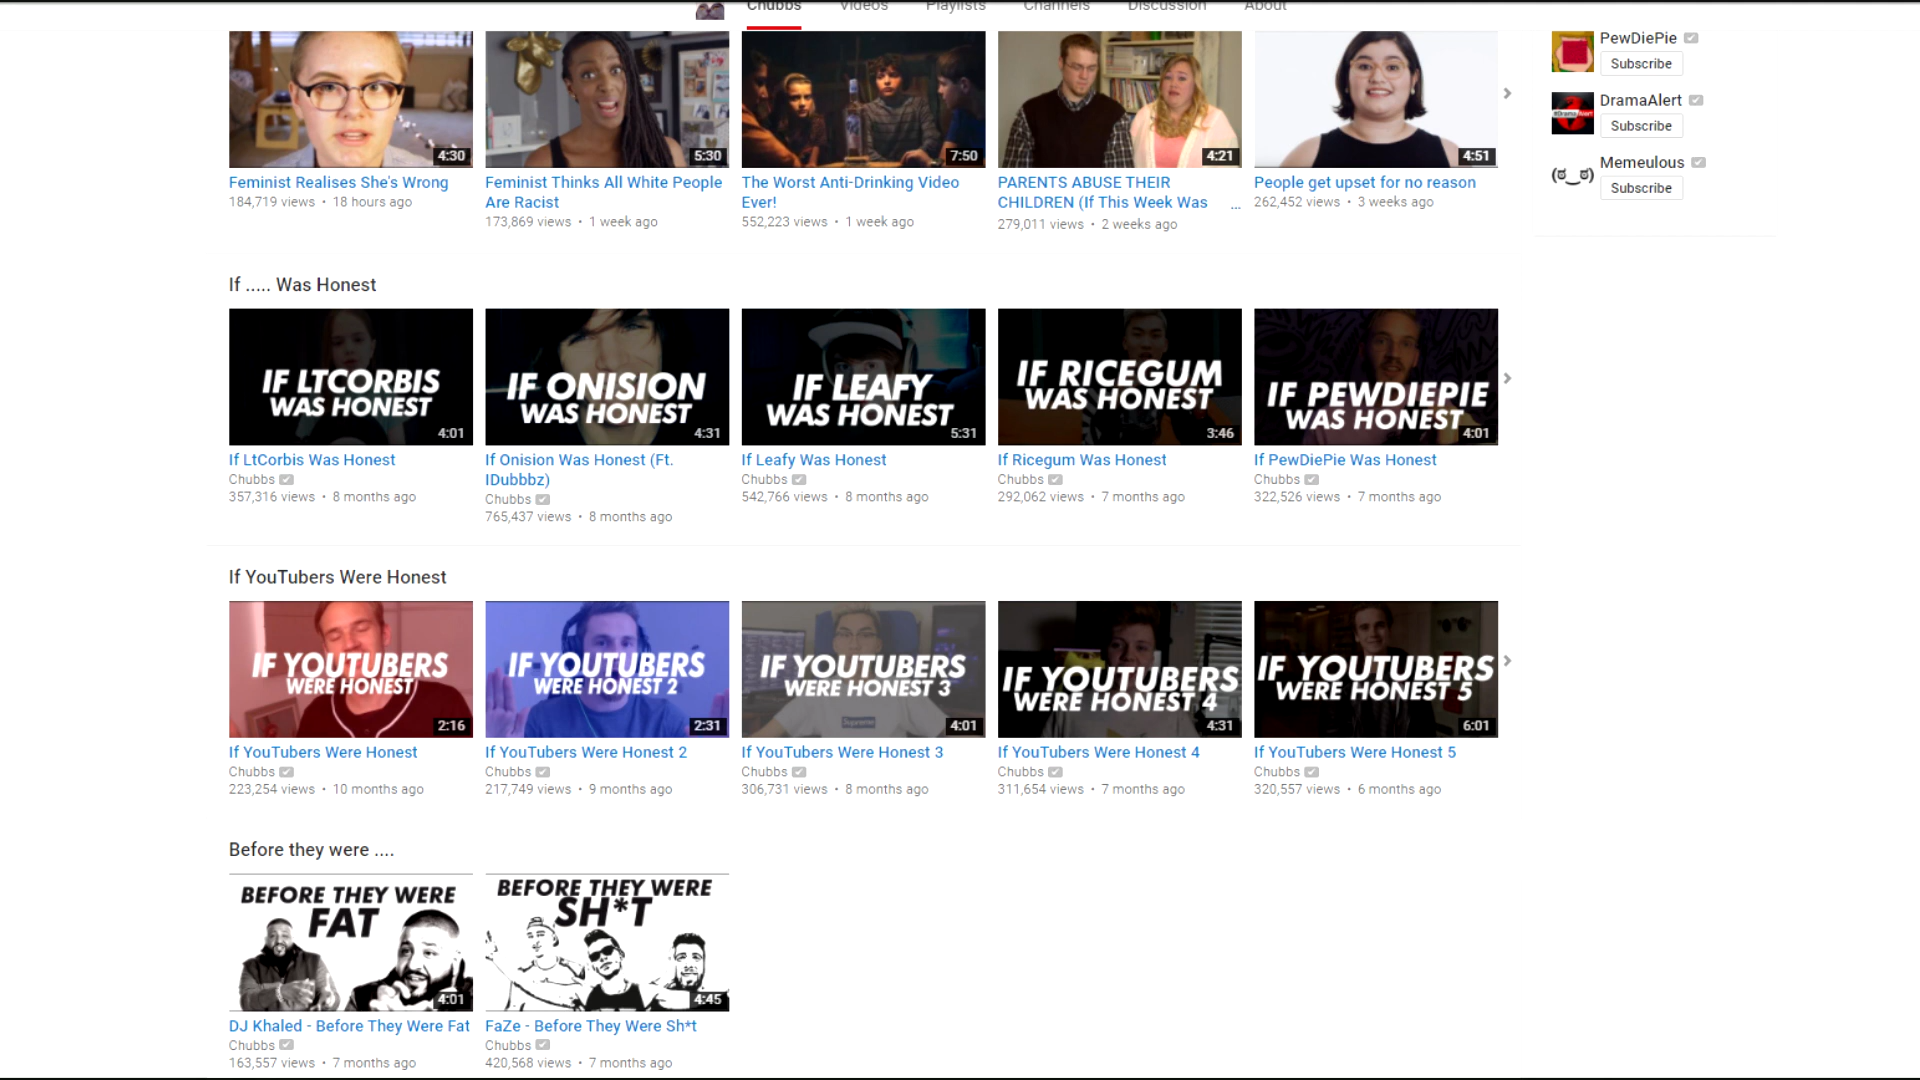 Chubbs Videos Playlists Channels Discussion About
4:30
5:30
7:50
4:21
4:51
Feminist Realises She's Wrong
184,719 views • 18 hours ago
Feminist Thinks All White People
Are Racist
173,869 views • 1 week ago
The Worst Anti-Drinking Video
Ever!
552,223 views • 1 week ago
PARENTS ABUSE THEIR
CHILDREN (If This Week Was ...
279,011 views • 2 weeks ago
People get upset for no reason
262,452 views • 3 weeks ago
PewDiePie
Subscribe
#DramaAlert
DramaAlert
Subscribe
Memeulous
Subscribe
If ..... Was Honest
IF LTCORBIS
WAS HONEST
4:01
IF ONISION
WAS HONEST
4:31
IF LEAFY
WAS HONEST
5:31
IF RICEGUM
WAS HONEST
3:46
IF PEWDIEPIE
WAS HONEST
4:01
If LtCorbis Was Honest
Chubbs
357,316 views • 8 months ago
If Onision Was Honest (Ft.
IDubbbz)
Chubbs
765,437 views • 8 months ago
If Leafy Was Honest
Chubbs
542,766 views • 8 months ago
If Ricegum Was Honest
Chubbs
292,062 views • 7 months ago
If PewDiePie Was Honest
Chubbs
322,526 views • 7 months ago
If YouTubers Were Honest
IF YOUTUBERS
WERE HONEST
2:16
IF YOUTUBERS
WERE HONEST 2
2:31
IF YOUTUBERS
WERE HONEST 3
Supreme
4:01
IF YOUTUBERS
WERE HONEST 4
4:31
IF YOUTUBERS
WERE HONEST 5
6:01
If YouTubers Were Honest
Chubbs
223,254 views • 10 months ago
If YouTubers Were Honest 2
Chubbs
217,749 views • 9 months ago
If YouTubers Were Honest 3
Chubbs
306,731 views • 8 months ago
If YouTubers Were Honest 4
Chubbs
311,654 views • 7 months ago
If YouTubers Were Honest 5
Chubbs
320,557 views • 6 months ago
Before they were ....
BEFORE THEY WERE
FAT
4:01
BEFORE THEY WERE
SH*T
4:45
DJ Khaled - Before They Were Fat
Chubbs
163,557 views • 7 months ago
FaZe - Before They Were Sh*t
Chubbs
420,568 views • 7 months ago